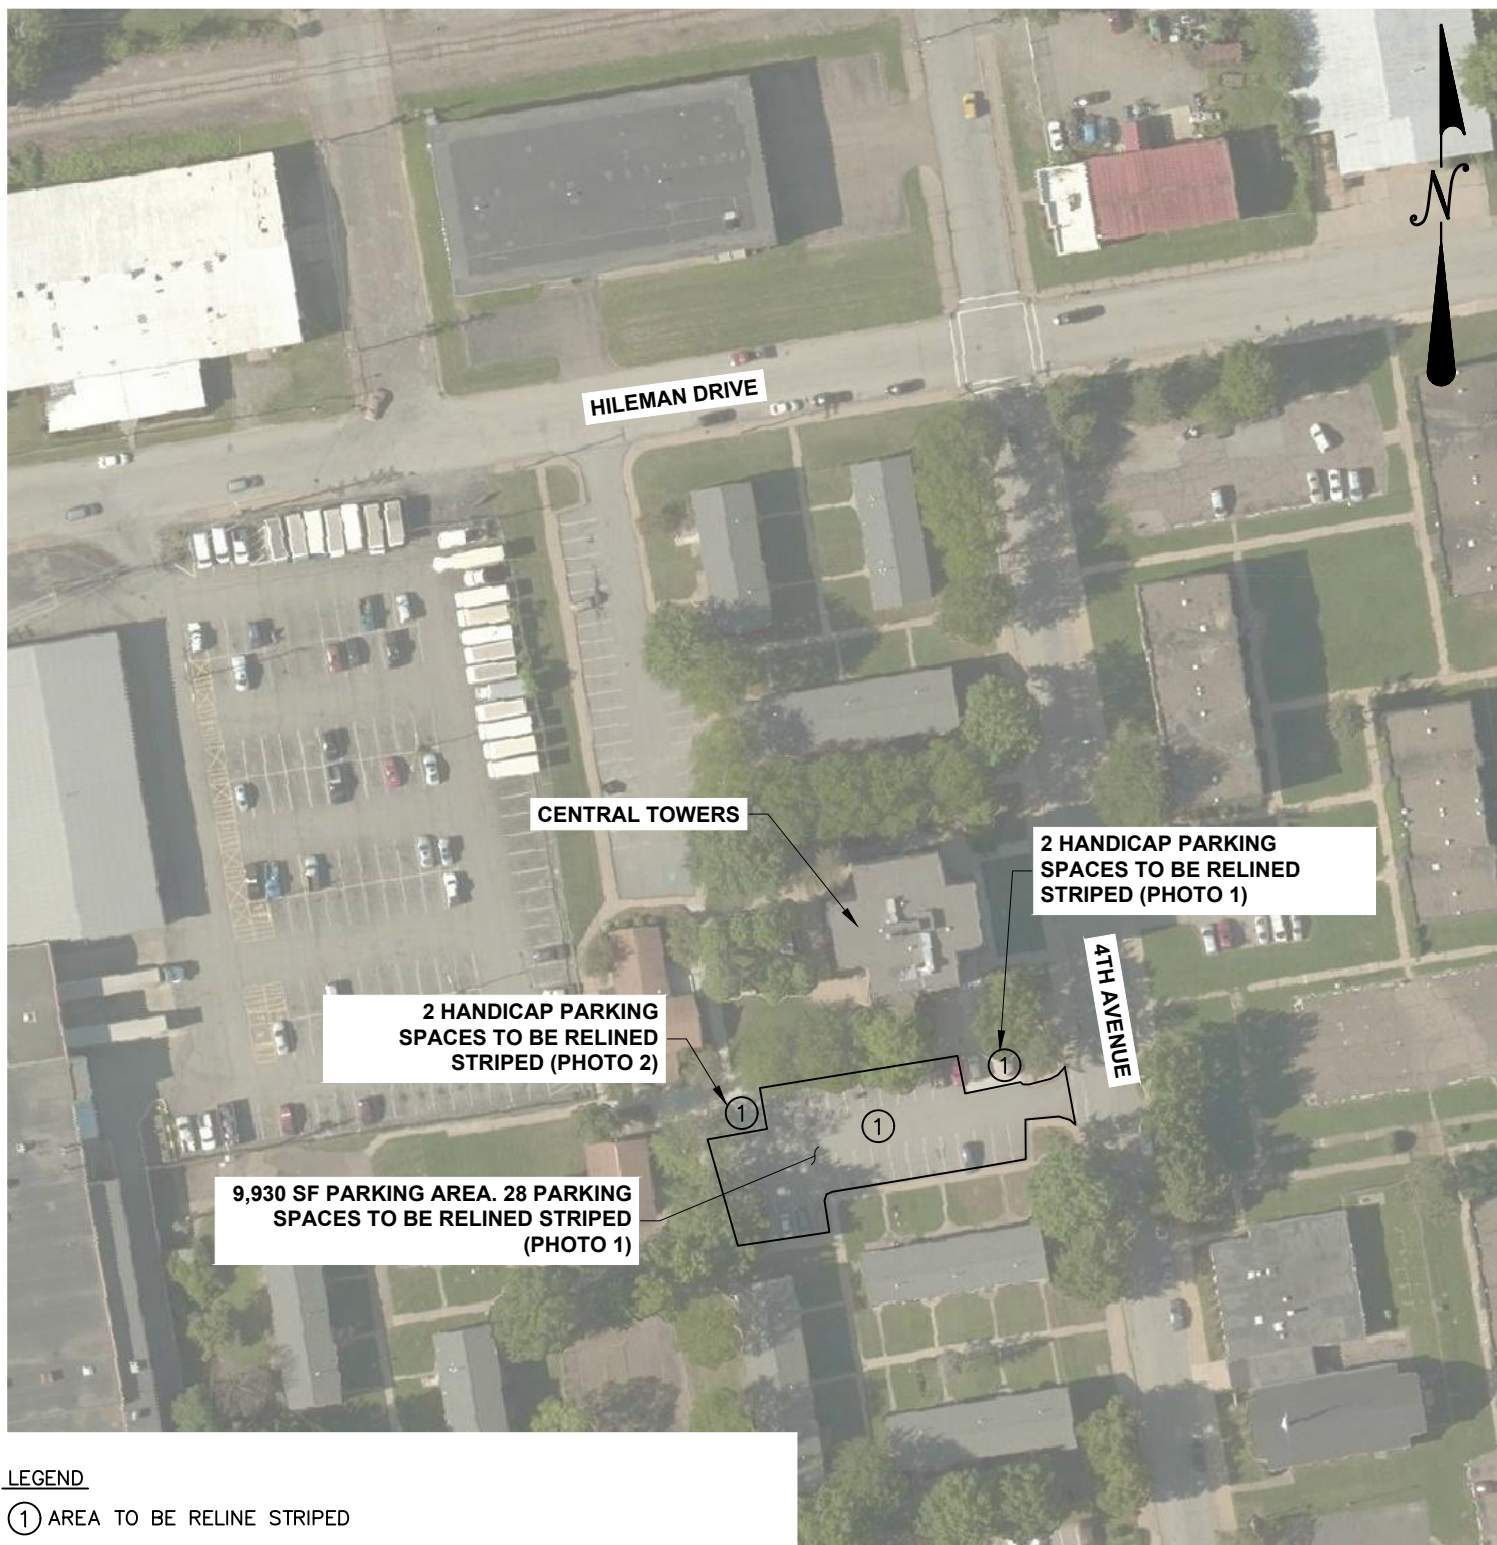 N
HILEMAN DRIVE
CENTRAL TOWERS
2 HANDICAP PARKING
SPACES TO BE RELINED
STRIPED (PHOTO 1)
4TH AVENUE
2 HANDICAP PARKING
SPACES TO BE RELINED
STRIPED (PHOTO 2)
1
1
1
9,930 SF PARKING AREA. 28 PARKING
SPACES TO BE RELINED STRIPED
(PHOTO 1)
LEGEND
1 AREA TO BE RELINE STRIPED